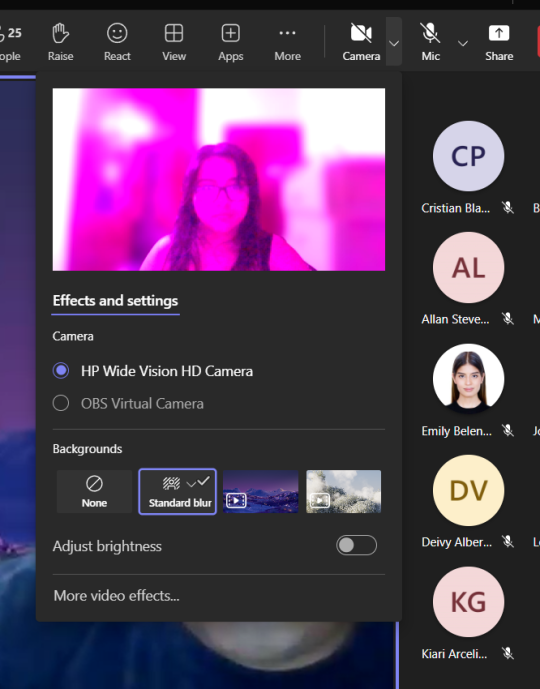 25
ople
Raise
React
View
Apps
More
Camera
Mic
Share
Effects and settings
Camera
HP Wide Vision HD Camera
OBS Virtual Camera
Backgrounds
None
Standard blur
Adjust brightness
More video effects...
CP
Cristian Bla...
B
AL
Allan Steve...
M
Emily Belen...
Jo
DV
Deivy Alber...
L
KG
Kiari Arceli...